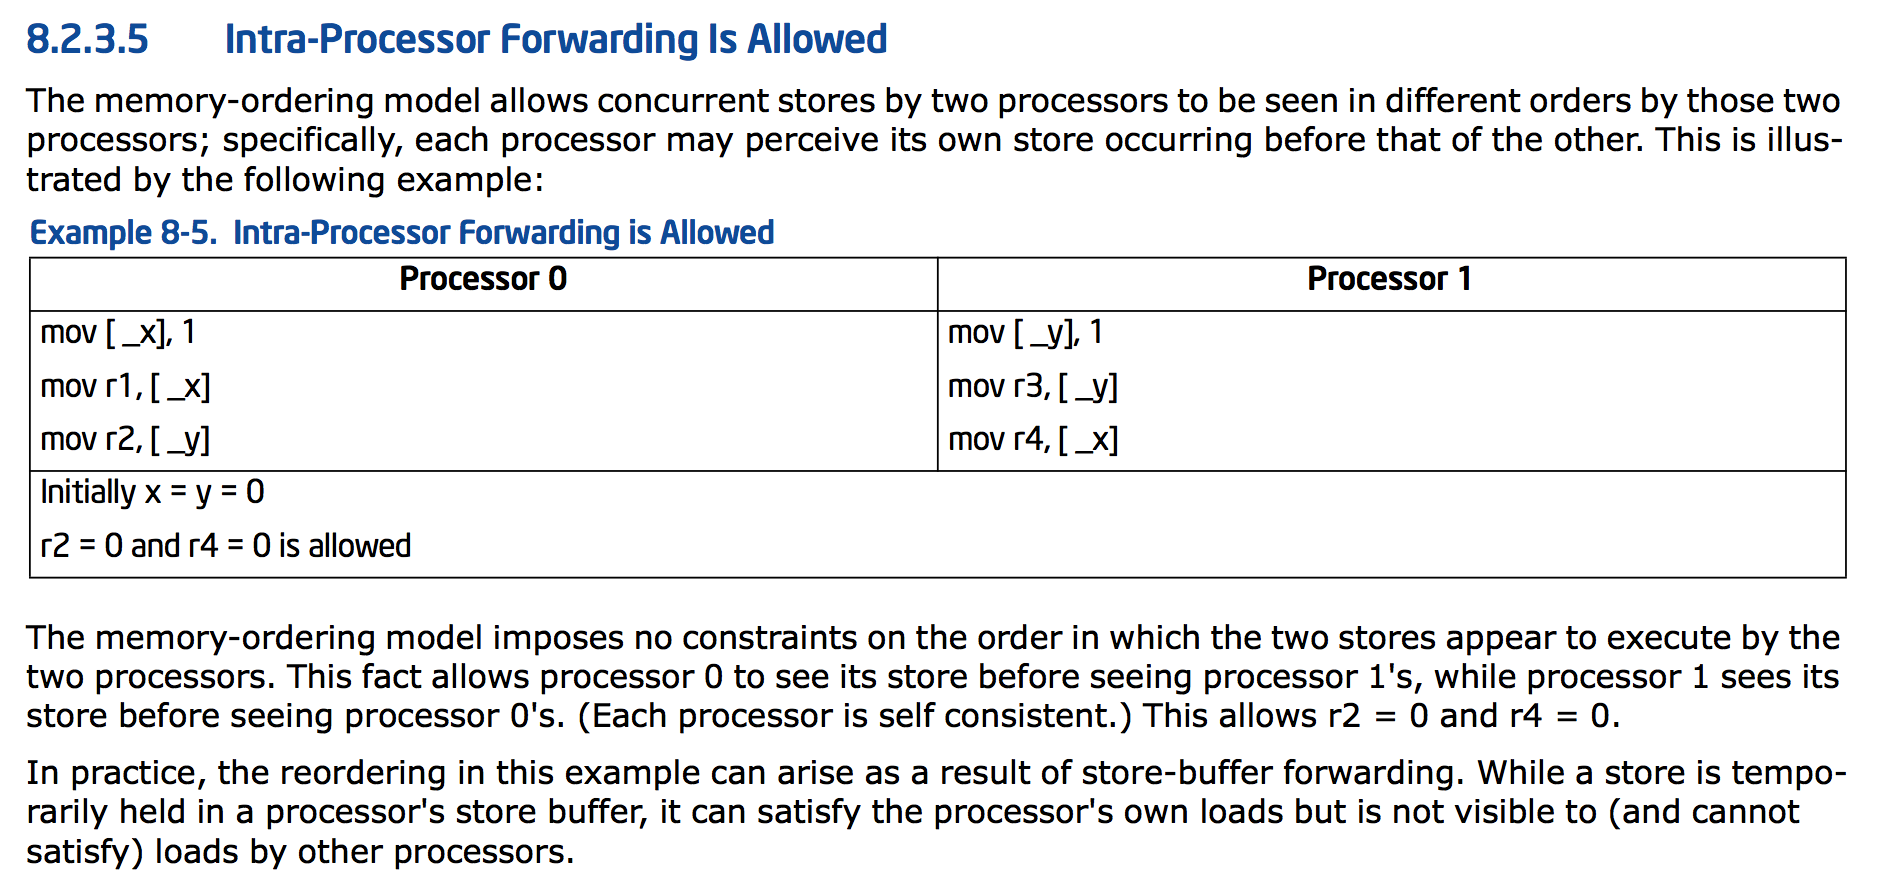 8.2.3.5 Intra-Processor Forwarding Is Allowed
The memory-ordering model allows concurrent stores by two processors to be seen in different orders by those two
processors; specifically, each processor may perceive its own store occurring before that of the other. This is illus-
trated by the following example:
Example 8-5. Intra-Processor Forwarding is Allowed
Processor 0 Processor 1
mov [ _x], 1 mov [ _y], 1
mov r1, [ _x] mov r3, [ _y]
mov r2, [ _y] mov r4, [ _x]
Initially x = y = 0
r2 = 0 and r4 = 0 is allowed
The memory-ordering model imposes no constraints on the order in which the two stores appear to execute by the
two processors. This fact allows processor 0 to see its store before seeing processor 1's, while processor 1 sees its
store before seeing processor 0's. (Each processor is self consistent.) This allows r2 = 0 and r4 = 0.
In practice, the reordering in this example can arise as a result of store-buffer forwarding. While a store is tempo-
rarily held in a processor's store buffer, it can satisfy the processor's own loads but is not visible to (and cannot
satisfy) loads by other processors.